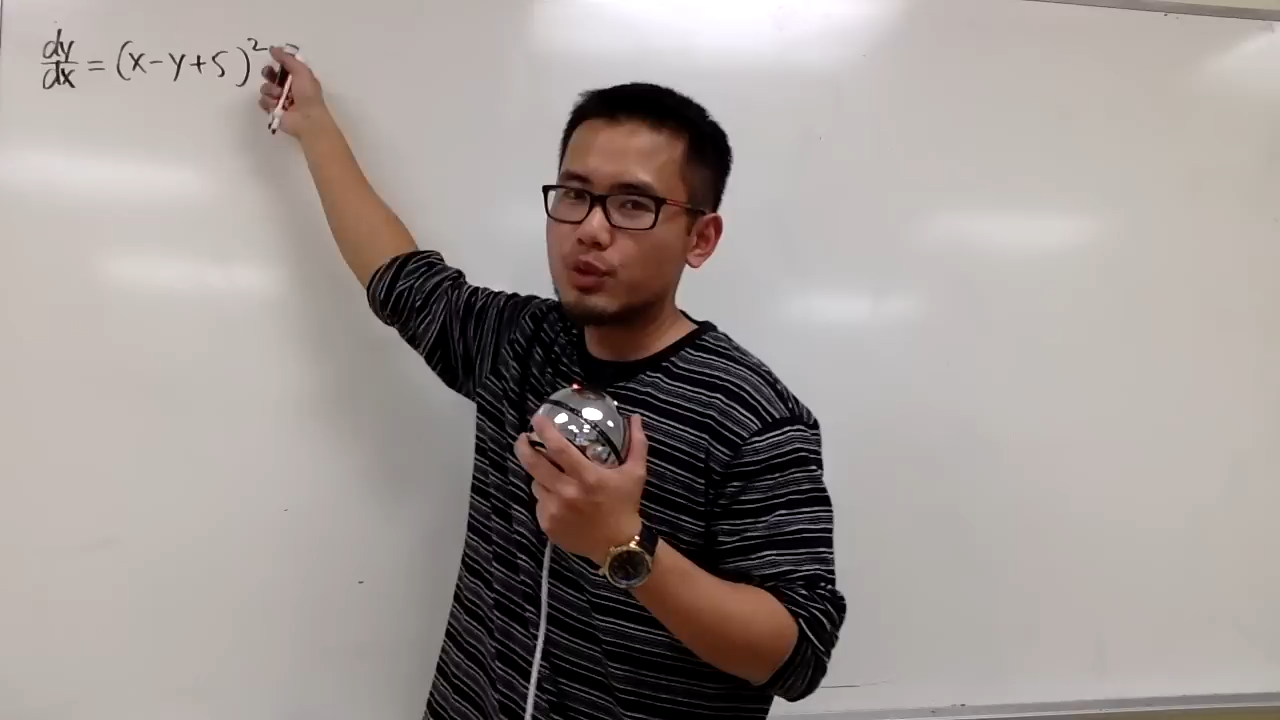 dy/dx = (x-y+5)²